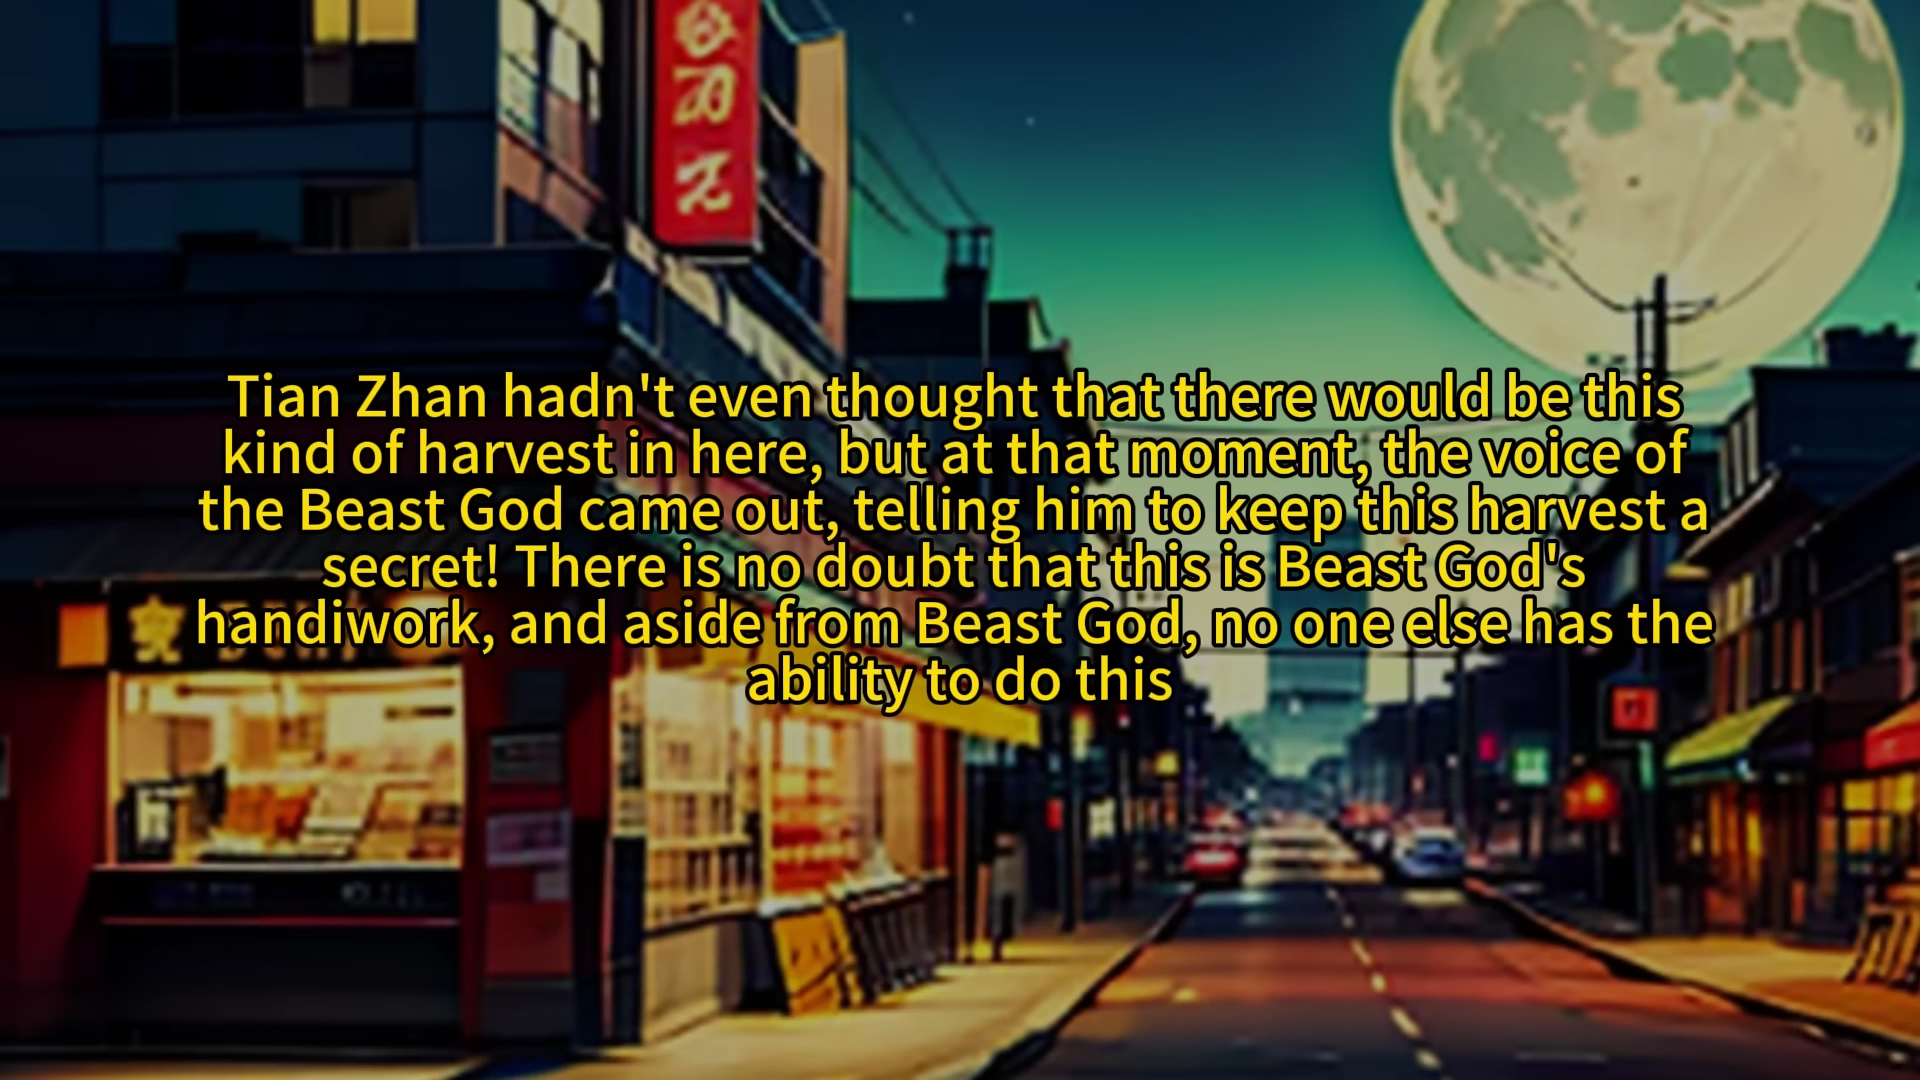 Tian Zhan hadn't even thought that there would be this
kind of harvest in here, but at that moment, the voice of
the Beast God came out, telling him to keep this harvest a
secret! There is no doubt that this is Beast God's
handiwork, and aside from Beast God, no one else has the
ability to do this